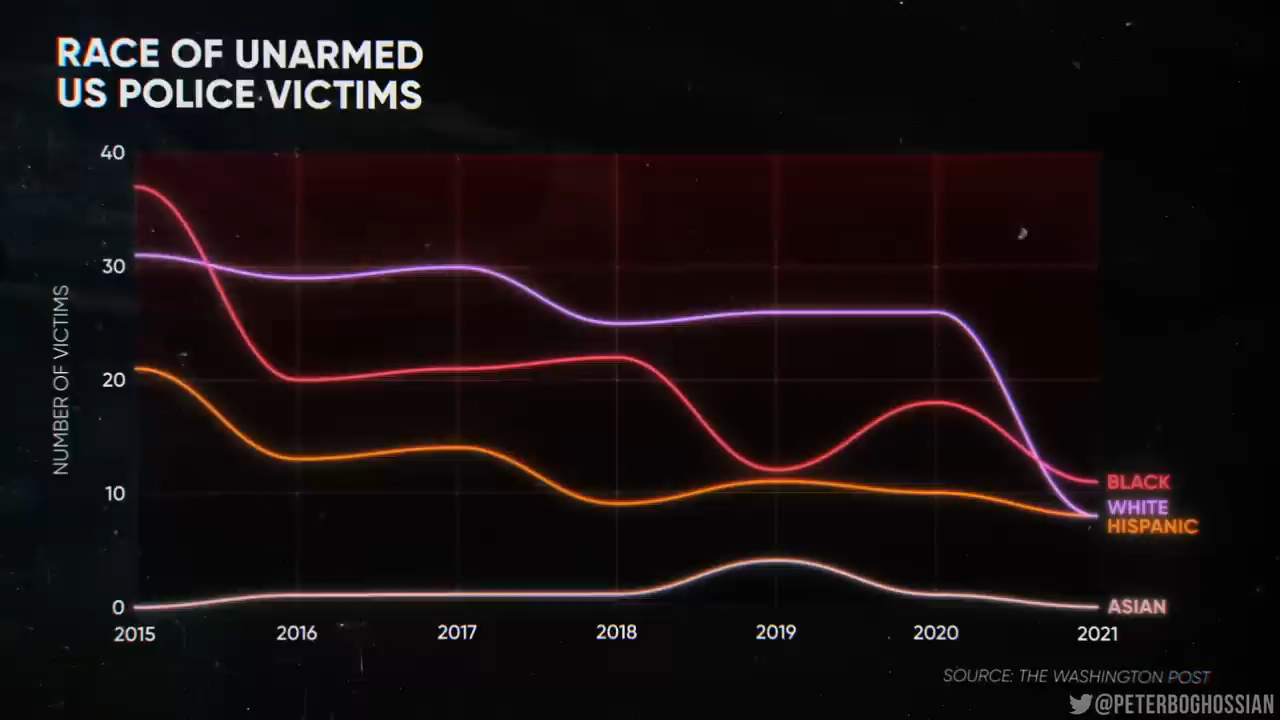 RACE OF UNARMED
US POLICE VICTIMS
NUMBER OF VICTIMS
40
30
20
10
0
2015 2016 2017 2018 2019 2020 2021
BLACK
WHITE
HISPANIC
ASIAN
SOURCE: THE WASHINGTON POST
@PETERBOGHOSSIAN